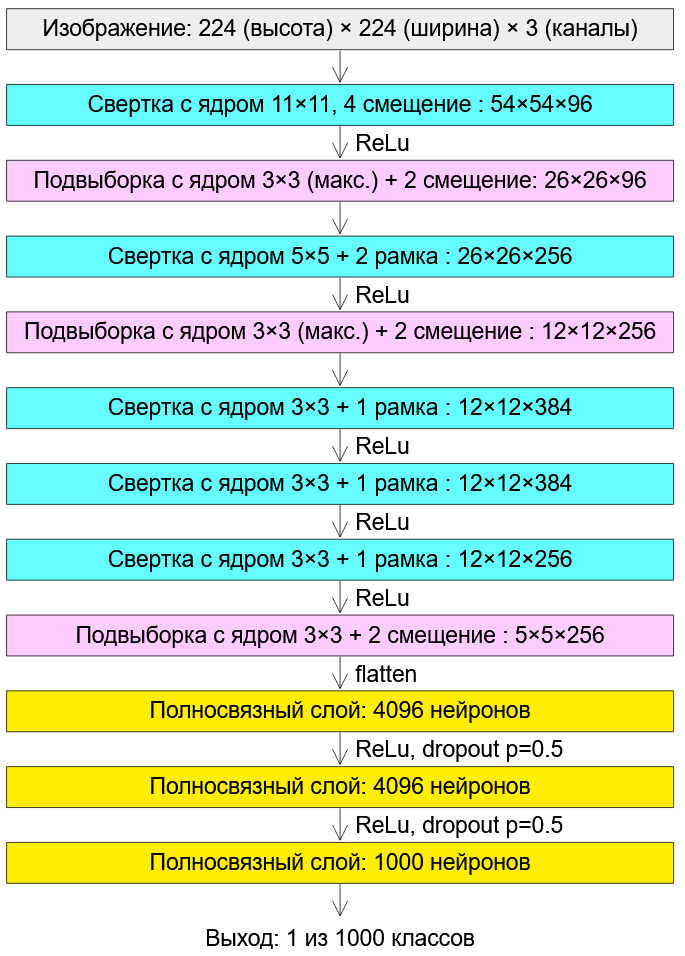 Изображение: 224 (высота) × 224 (ширина) × 3 (каналы)
Свертка с ядром 11×11, 4 смещение : 54×54×96
ReLu
Подвыборка с ядром 3×3 (макс.) + 2 смещение: 26×26×96
Свертка с ядром 5×5 + 2 рамка : 26×26×256
ReLu
Подвыборка с ядром 3×3 (макс.) + 2 смещение : 12×12×256
Свертка с ядром 3×3 + 1 рамка : 12×12×384
ReLu
Свертка с ядром 3×3 + 1 рамка : 12×12×384
ReLu
Свертка с ядром 3×3 + 1 рамка : 12×12×256
ReLu
Подвыборка с ядром 3×3 + 2 смещение : 5×5×256
flatten
Полносвязный слой: 4096 нейронов
ReLu, dropout p=0.5
Полносвязный слой: 4096 нейронов
ReLu, dropout p=0.5
Полносвязный слой: 1000 нейронов
Выход: 1 из 1000 классов